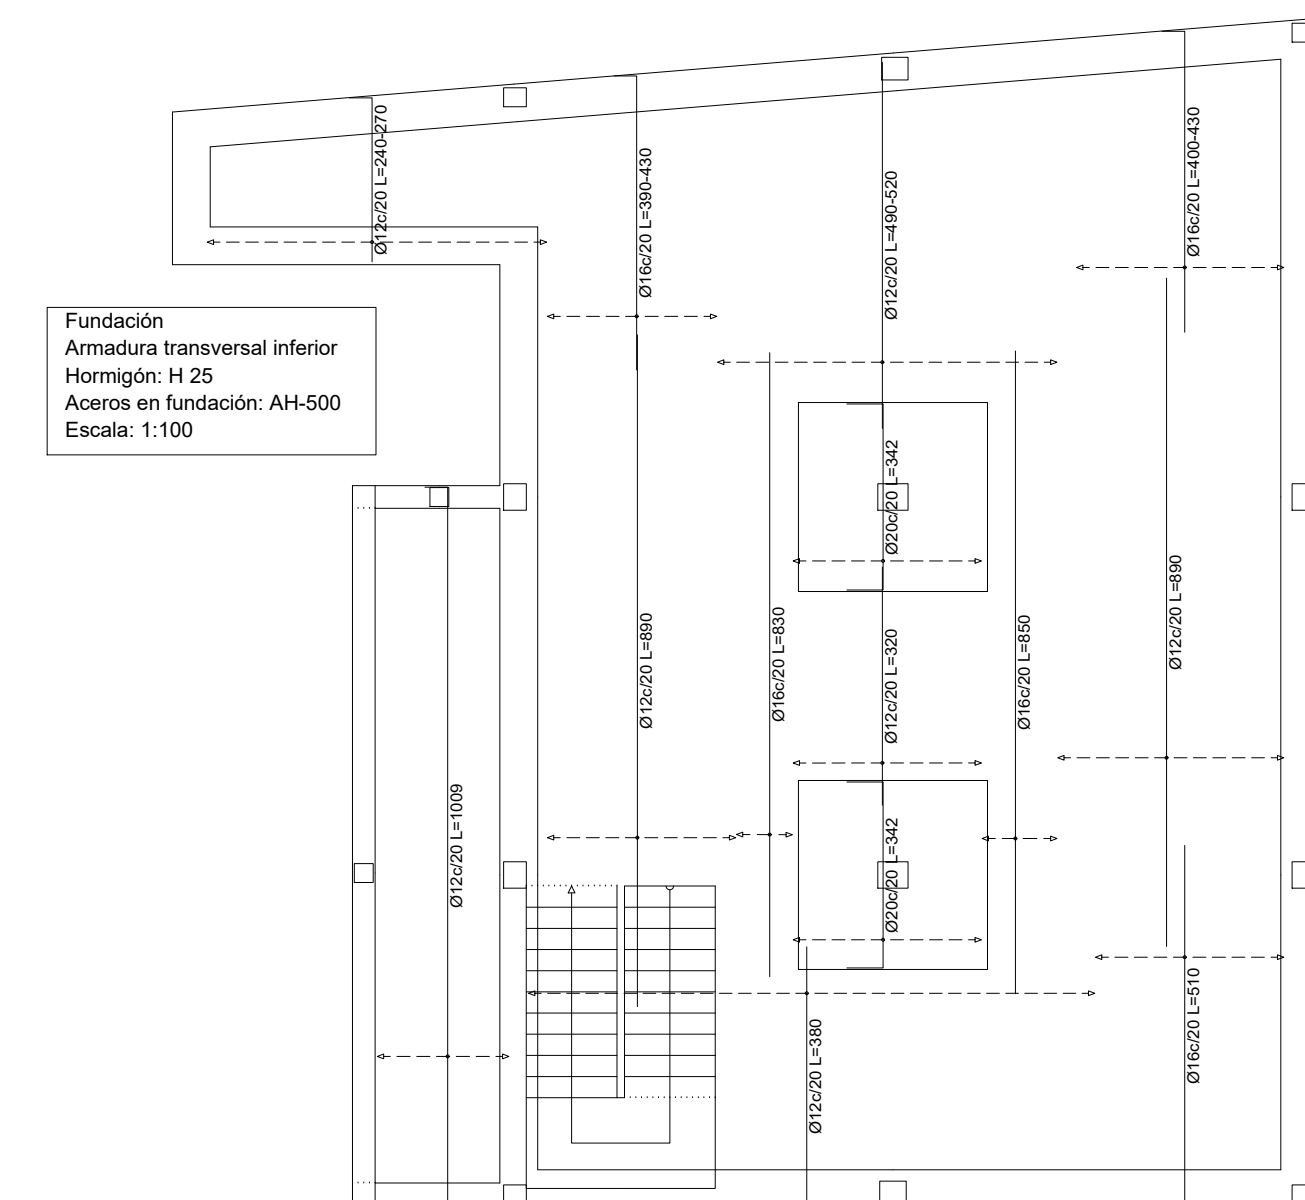 Ø12c/20 L=240-270
Ø16c/20 L=390-430
Ø12c/20 L=490-520
Ø16c/20 L=400-430
Fundación
Armadura transversal inferior
Hormigón: H 25
Aceros en fundación: AH-500
Escala: 1:100
Ø20c/20 L=342
Ø12c/20 L=890
Ø16c/20 L=830
Ø12c/20 L=320
Ø16c/20 L=850
Ø12c/20 L=890
Ø12c/20 L=1009
Ø20c/20 L=342
Ø12c/20 L=380
Ø16c/20 L=510